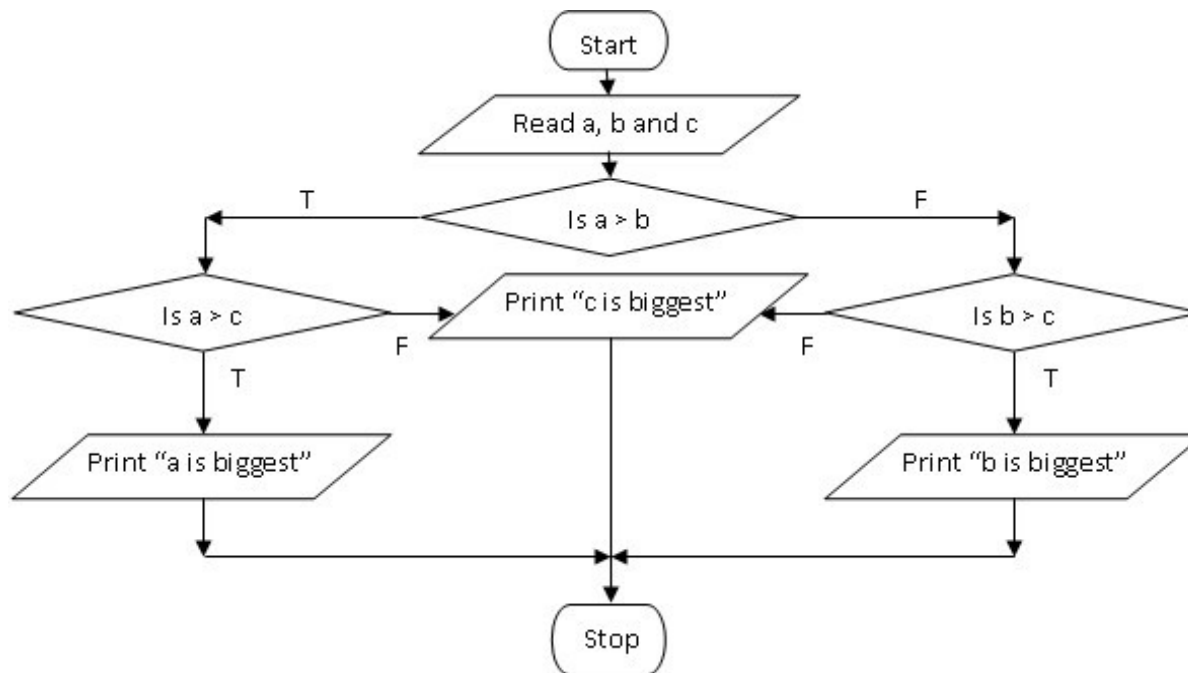 Start
Read a, b and c
Is a > b
T
F
Is a > c
Print “c is biggest”
Is b > c
F
F
T
T
Print “a is biggest”
Print “b is biggest”
Stop